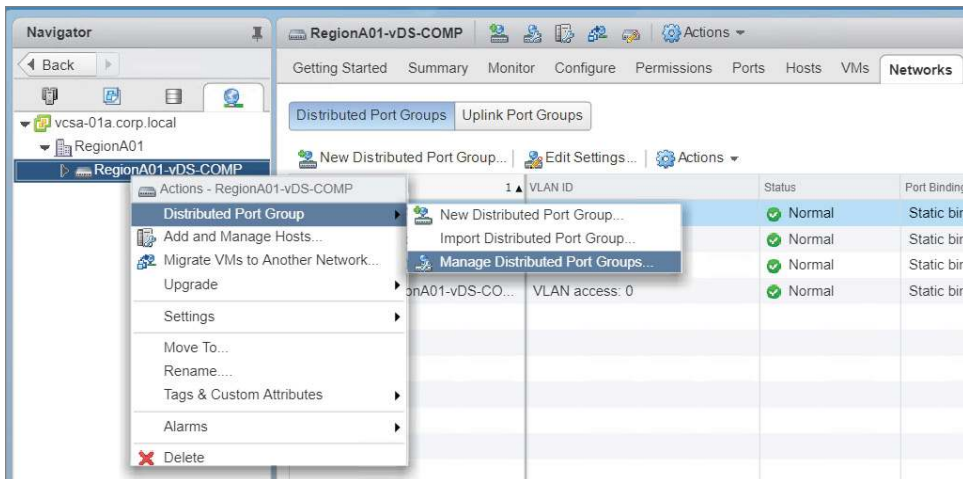 Navigator
RegionA01-vDS-COMP
Actions
Back
Getting Started Summary Monitor Configure Permissions Ports Hosts VMs Networks
Distributed Port Groups Uplink Port Groups
vcsa-01a.corp.local
RegionA01
RegionA01-vDS-COMP
New Distributed Port Group... Edit Settings... Actions
1 VLAN ID Status Port Binding
Normal Static bin
Normal Static bin
Normal Static bin
onA01-vDS-CO... VLAN access: 0 Normal Static bin
Actions - RegionA01-vDS-COMP
Distributed Port Group
Add and Manage Hosts...
Migrate VMs to Another Network...
Upgrade
Settings
Move To...
Rename....
Tags & Custom Attributes
Alarms
Delete
New Distributed Port Group...
Import Distributed Port Group...
Manage Distributed Port Groups...